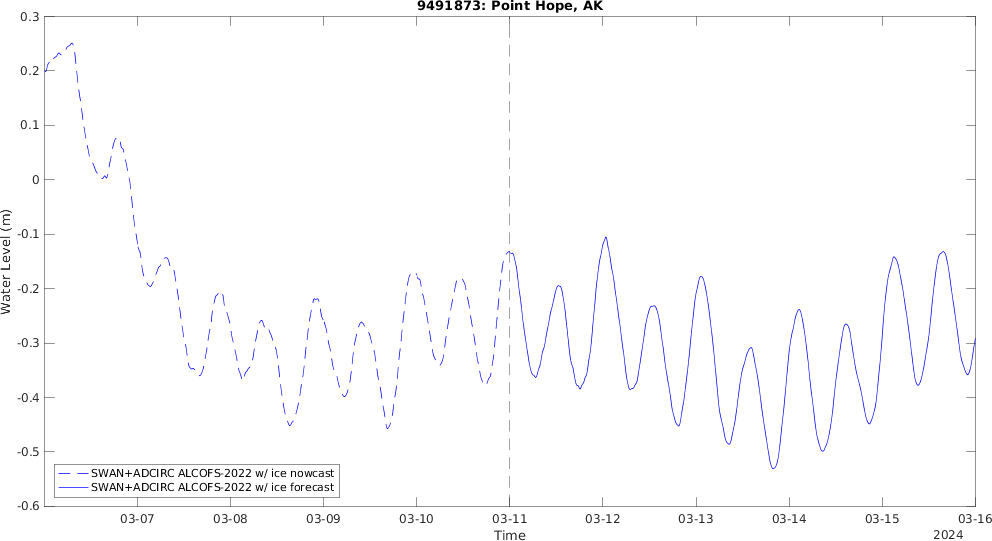 9491873: Point Hope, AK
0.3
0.2
0.1
0
-0.1
-0.2
-0.3
-0.4
-0.5
-0.6
Water Level (m)
SWAN+ADCIRC ALCOFS-2022 w/ ice nowcast
SWAN+ADCIRC ALCOFS-2022 w/ ice forecast
03-07 03-08 03-09 03-10 03-11 03-12 03-13 03-14 03-15 03-16
Time
2024